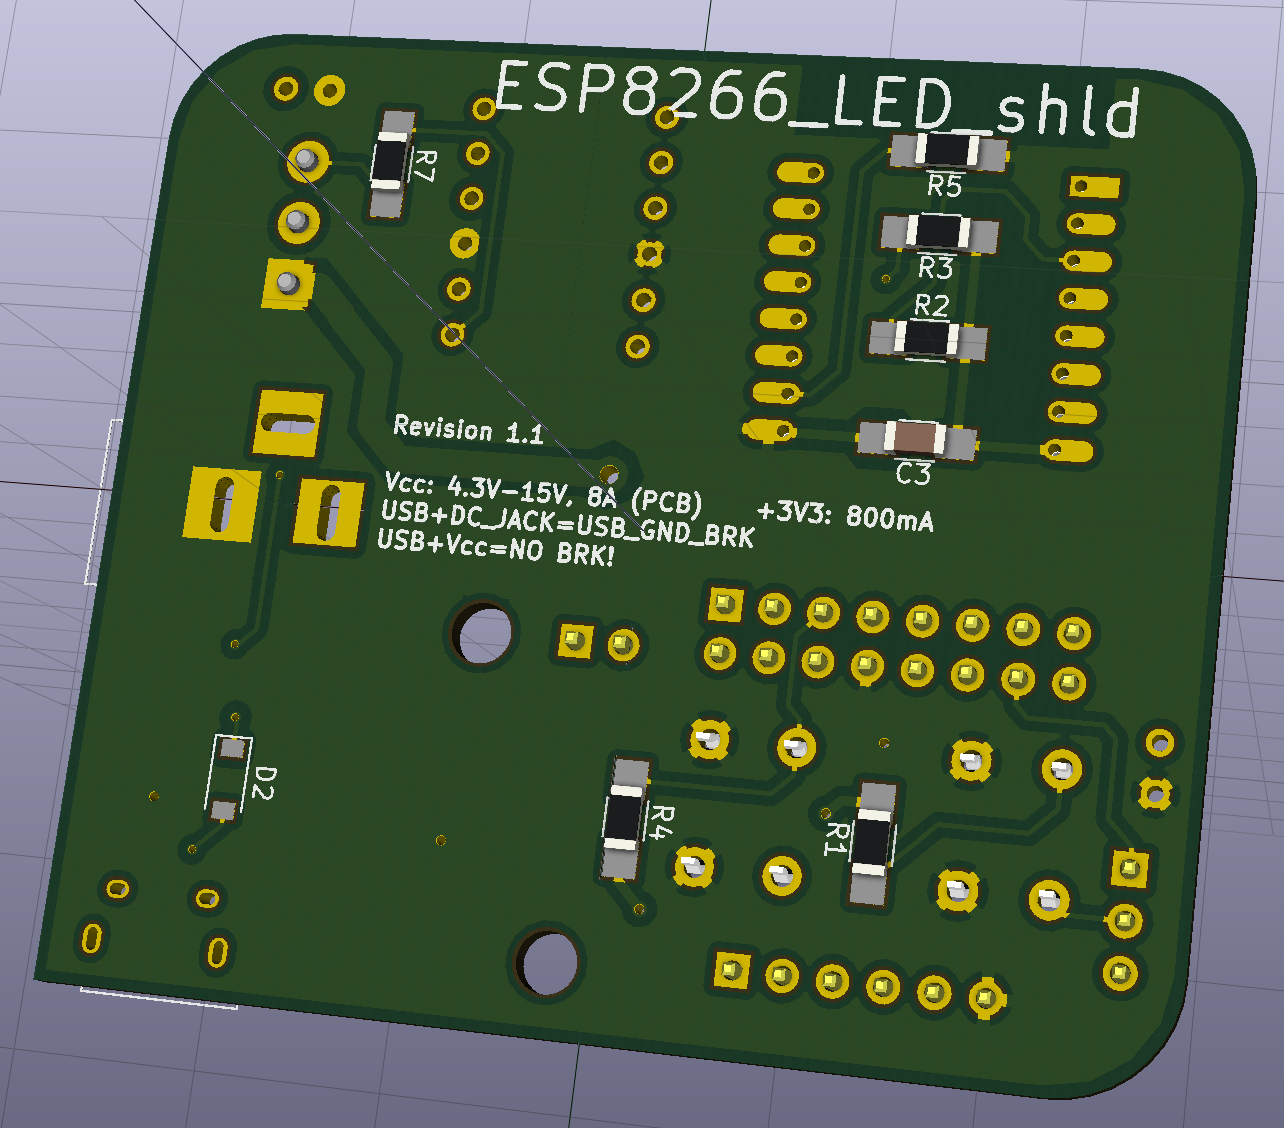 ESP8266_LED_shld
R7
R5
R3
R2
Revision 1.1
C3
Vcc: 4.3V-15V, 8A (PCB)
USB+DC_JACK=USB_GND_BRK
USB+Vcc=NO BRK!
+3V3: 800mA
D2
R4
R1